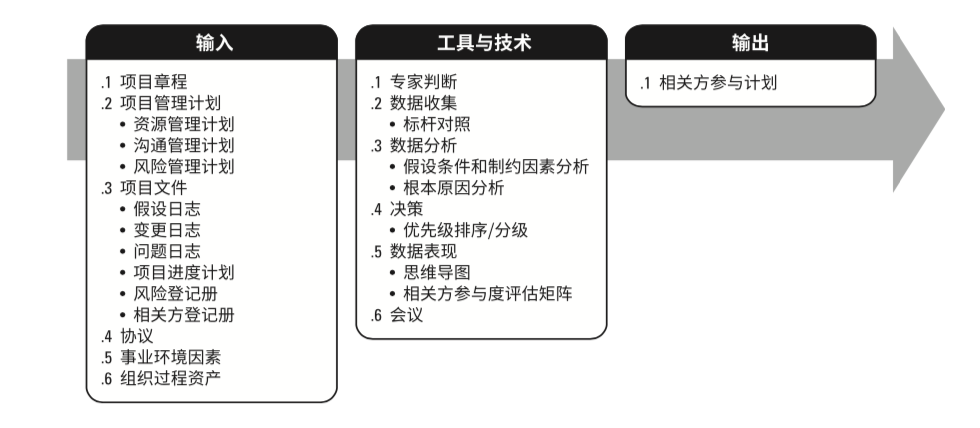 输入
.1 项目章程
.2 项目管理计划
• 资源管理计划
• 沟通管理计划
• 风险管理计划
.3 项目文件
• 假设日志
• 变更日志
• 问题日志
• 项目进度计划
• 风险登记册
• 相关方登记册
.4 协议
.5 事业环境因素
.6 组织过程资产
工具与技术
.1 专家判断
.2 数据收集
• 标杆对照
.3 数据分析
• 假设条件和制约因素分析
• 根本原因分析
.4 决策
• 优先级排序/分级
.5 数据表现
• 思维导图
• 相关方参与度评估矩阵
.6 会议
输出
.1 相关方参与计划